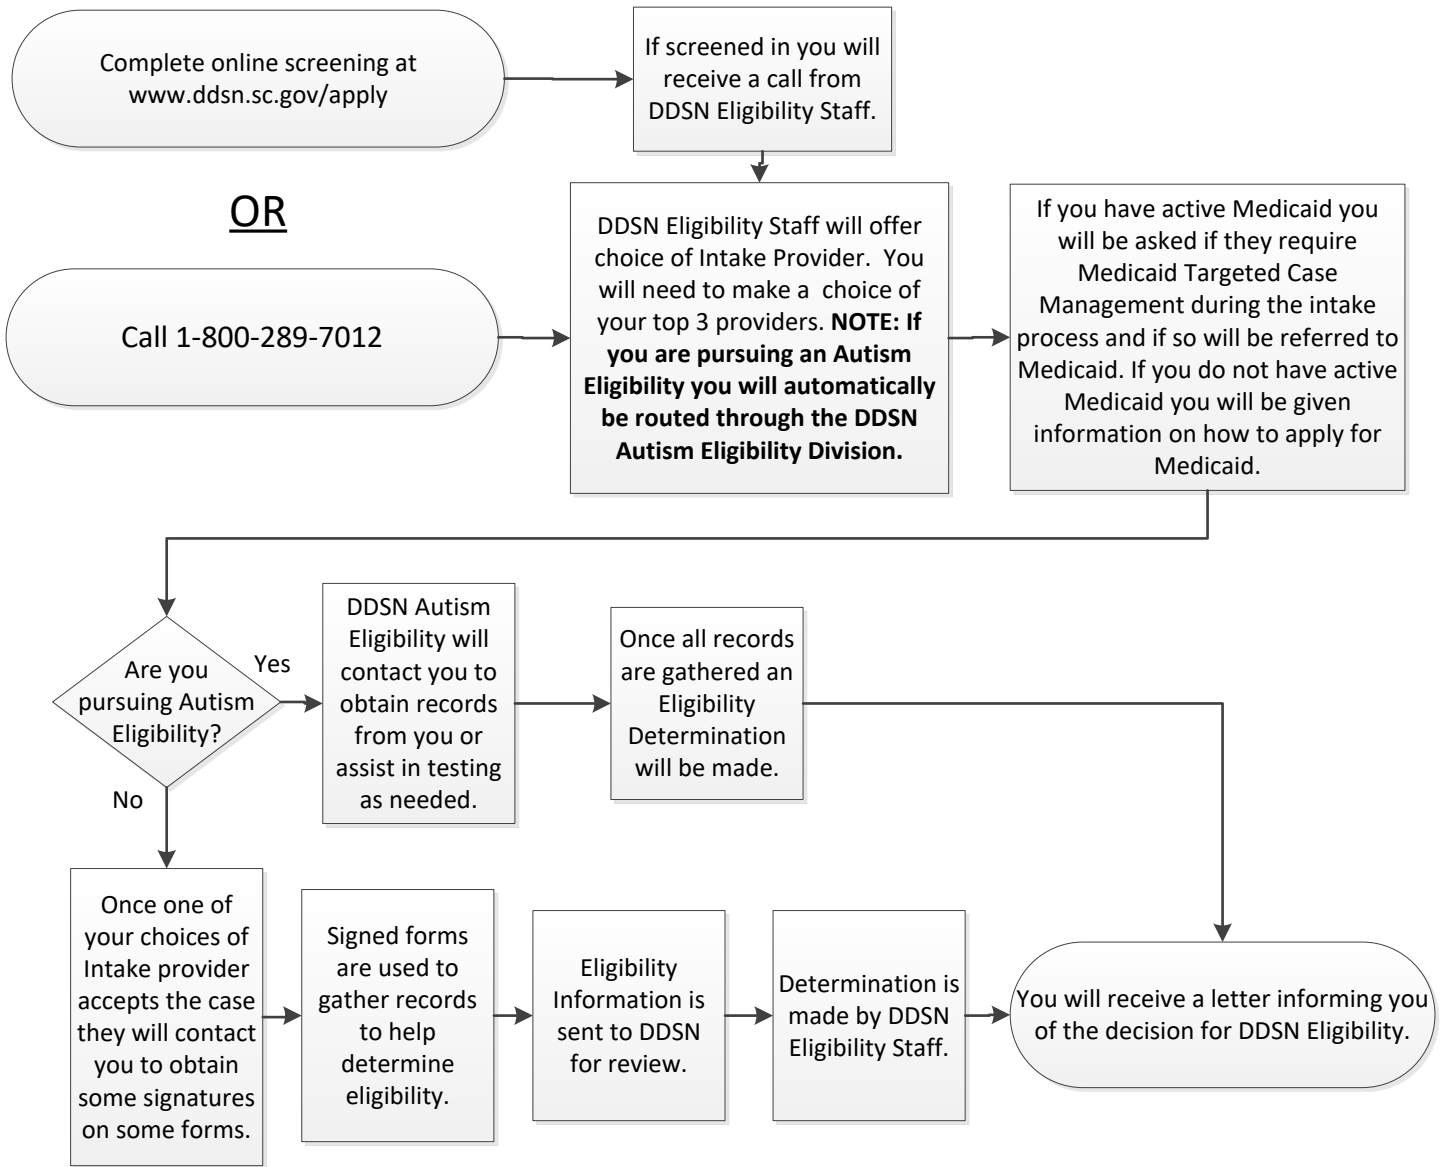 Complete online screening at
www.ddsn.sc.gov/apply
If screened in you will
receive a call from
DDSN Eligibility Staff.
OR
Call 1-800-289-7012
DDSN Eligibility Staff will offer
choice of Intake Provider. You
will need to make a choice of
your top 3 providers. NOTE: If
you are pursuing an Autism
Eligibility you will automatically
be routed through the DDSN
Autism Eligibility Division.
If you have active Medicaid you
will be asked if they require
Medicaid Targeted Case
Management during the intake
process and if so will be referred to
Medicaid. If you do not have active
Medicaid you will be given
information on how to apply for
Medicaid.
Are you
pursuing Autism
Eligibility?
Yes
DDSN Autism
Eligibility will
contact you to
obtain records
from you or
assist in testing
as needed.
Once all records
are gathered an
Eligibility
Determination
will be made.
No
Once one of
your choices of
Intake provider
accepts the case
they will contact
you to obtain
some signatures
on some forms.
Signed forms
are used to
gather records
to help
determine
eligibility.
Eligibility
Information is
sent to DDSN
for review.
Determination is
made by DDSN
Eligibility Staff.
You will receive a letter informing you
of the decision for DDSN Eligibility.